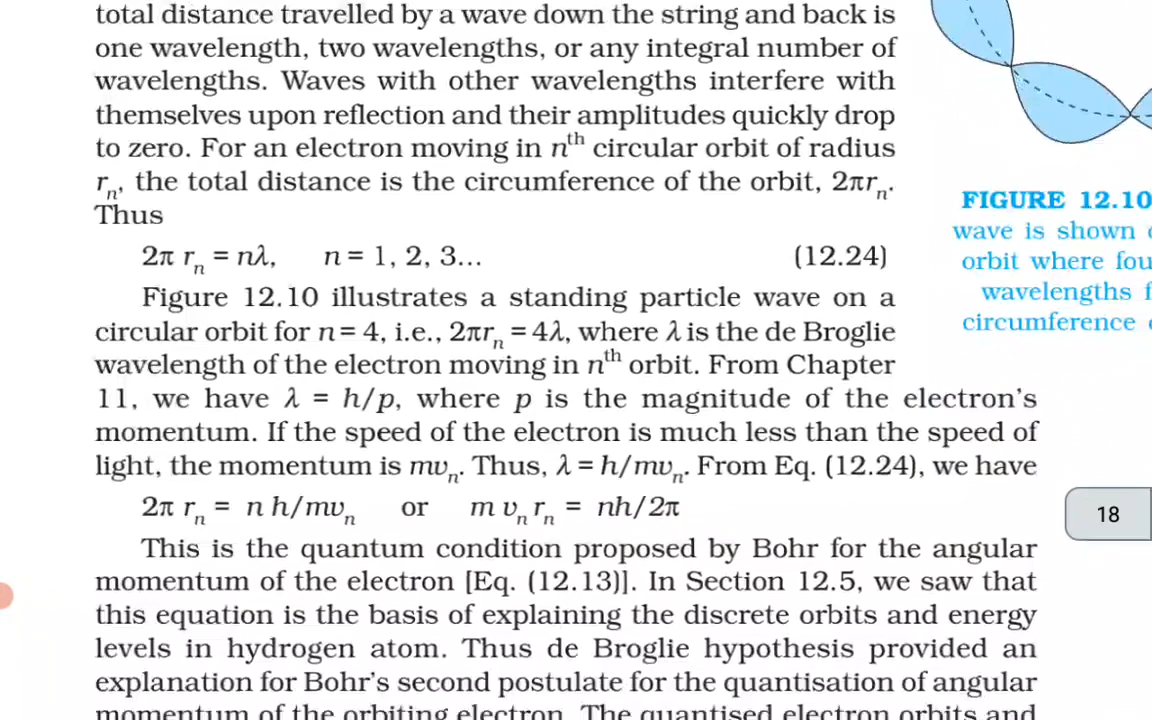 total distance travelled by a wave down the string and back is
one wavelength, two wavelengths, or any integral number of
wavelengths. Waves with other wavelengths interfere with
themselves upon reflection and their amplitudes quickly drop
to zero. For an electron moving in nth circular orbit of radius
rn, the total distance is the circumference of the orbit, 2πrn.
Thus
2π rn = nλ, n = 1, 2, 3... (12.24)
Figure 12.10 illustrates a standing particle wave on a
circular orbit for n = 4, i.e., 2πrn = 4λ, where λ is the de Broglie
wavelength of the electron moving in nth orbit. From Chapter
11, we have λ = h/p, where p is the magnitude of the electron's
momentum. If the speed of the electron is much less than the speed of
light, the momentum is mvn. Thus, λ = h/mvn. From Eq. (12.24), we have
2π rn = n h/mvn or m vn rn = nh/2π
This is the quantum condition proposed by Bohr for the angular
momentum of the electron [Eq. (12.13)]. In Section 12.5, we saw that
this equation is the basis of explaining the discrete orbits and energy
levels in hydrogen atom. Thus de Broglie hypothesis provided an
explanation for Bohr's second postulate for the quantisation of angular
momentum of the orbiting electron. The quantised electron orbits and
FIGURE 12.10
wave is shown
orbit where fou
wavelengths f
circumference
18